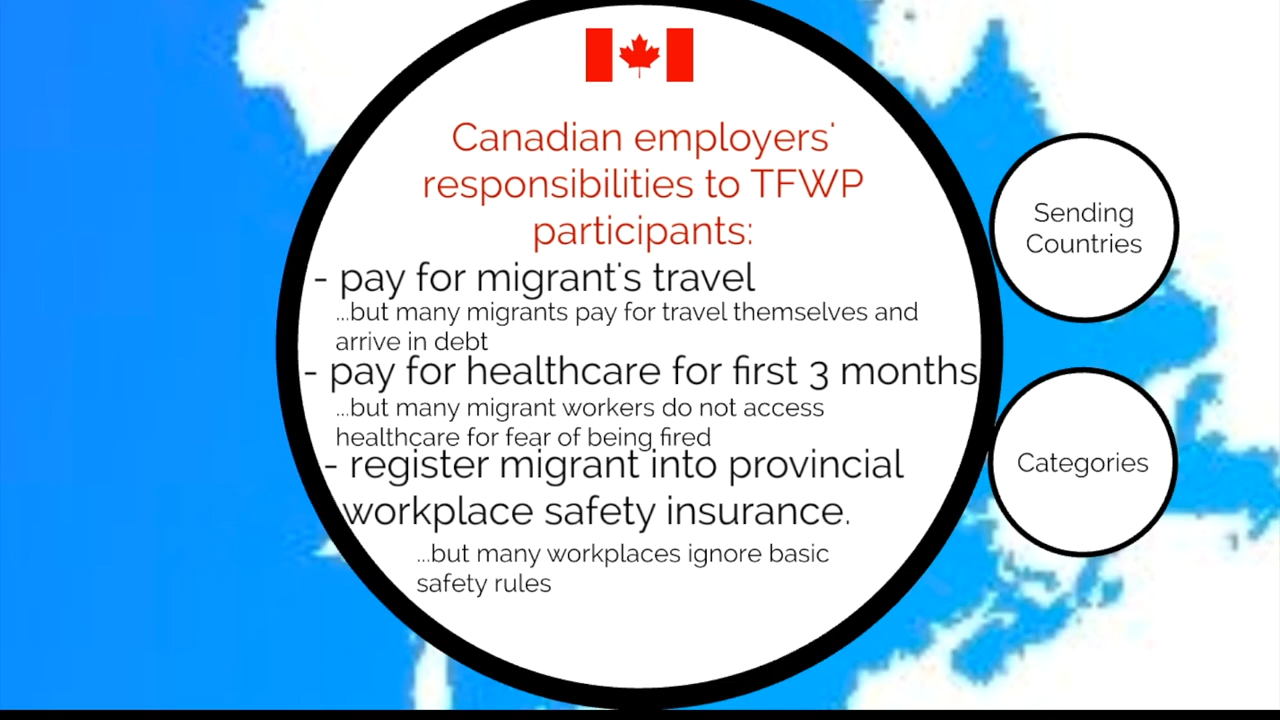 Canadian employers'
responsibilities to TFWP
participants:
- pay for migrant's travel
...but many migrants pay for travel themselves and
arrive in debt
- pay for healthcare for first 3 months
...but many migrant workers do not access
healthcare for fear of being fired
- register migrant into provincial
workplace safety insurance.
...but many workplaces ignore basic
safety rules
Sending
Countries
Categories